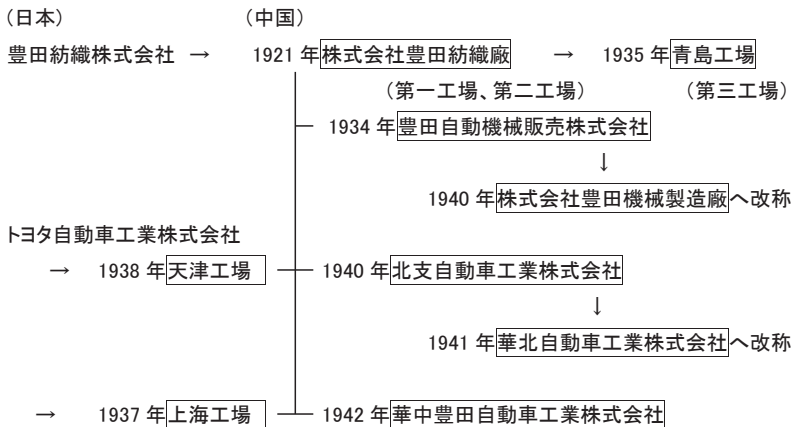 (日本) (中国)
豊田紡織株式会社 → 1921 年株式会社豊田紡織廠 → 1935 年青島工場
(第一工場、第二工場) (第三工場)
1934 年豊田自動機械販売株式会社
↓
1940 年株式会社豊田機械製造廠へ改称
トヨタ自動車工業株式会社
→ 1938 年天津工場 1940 年北支自動車工業株式会社
↓
1941 年華北自動車工業株式会社へ改称
→ 1937 年上海工場 1942 年華中豊田自動車工業株式会社